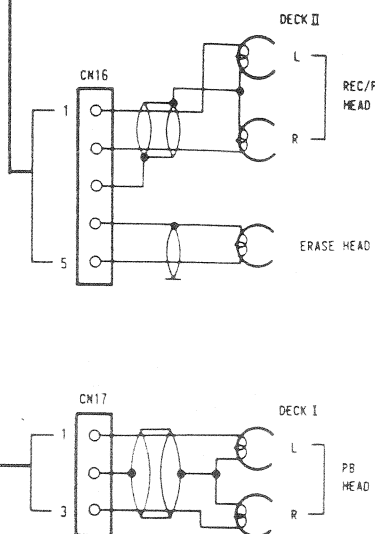 DECK II
CN16
L
1
REC/P
HEAD
R
ERASE HEAD
5
CN17
DECK I
1
L
PB
HEAD
3
R